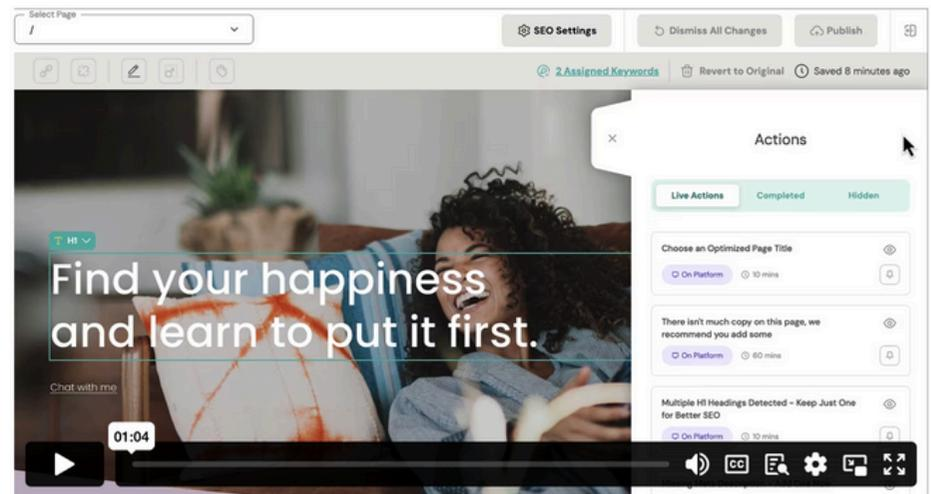 Select Page
/
SEO Settings
Dismiss All Changes
Publish
2 Assigned Keywords
Revert to Original
Saved 8 minutes ago
Actions
Live Actions
Completed
Hidden
T H1
Find your happiness
and learn to put it first.
Chat with me
Choose an Optimized Page Title
On Platform
10 mins
There isn't much copy on this page, we
recommend you add some
On Platform
60 mins
Multiple H1 Headings Detected - Keep Just One
for Better SEO
On Platform
10 mins
01:04
CC